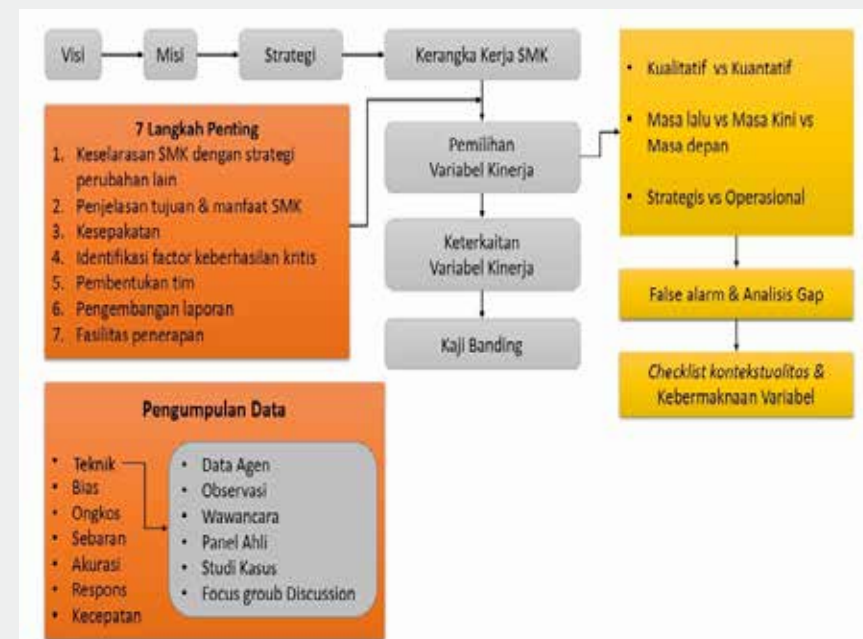 Visi
Misi
Strategi
Kerangka Kerja SMK
7 Langkah Penting
1. Keselarasan SMK dengan strategi
perubahan lain
2. Penjelasan tujuan & manfaat SMK
3. Kesepakatan
4. Identifikasi factor keberhasilan kritis
5. Pembentukan tim
6. Pengembangan laporan
7. Fasilitas penerapan
Pemilihan
Variabel Kinerja
Keterkaitan
Variabel Kinerja
Kaji Banding
• Kualitatif vs Kuantatif
• Masa lalu vs Masa Kini vs
Masa depan
• Strategis vs Operasional
False alarm & Analisis Gap
Checklist kontekstualitas &
Kebermaknaan Variabel
Pengumpulan Data
• Teknik
• Bias
• Ongkos
• Sebaran
• Akurasi
• Respons
• Kecepatan
• Data Agen
• Observasi
• Wawancara
• Panel Ahli
• Studi Kasus
• Focus groub Discussion